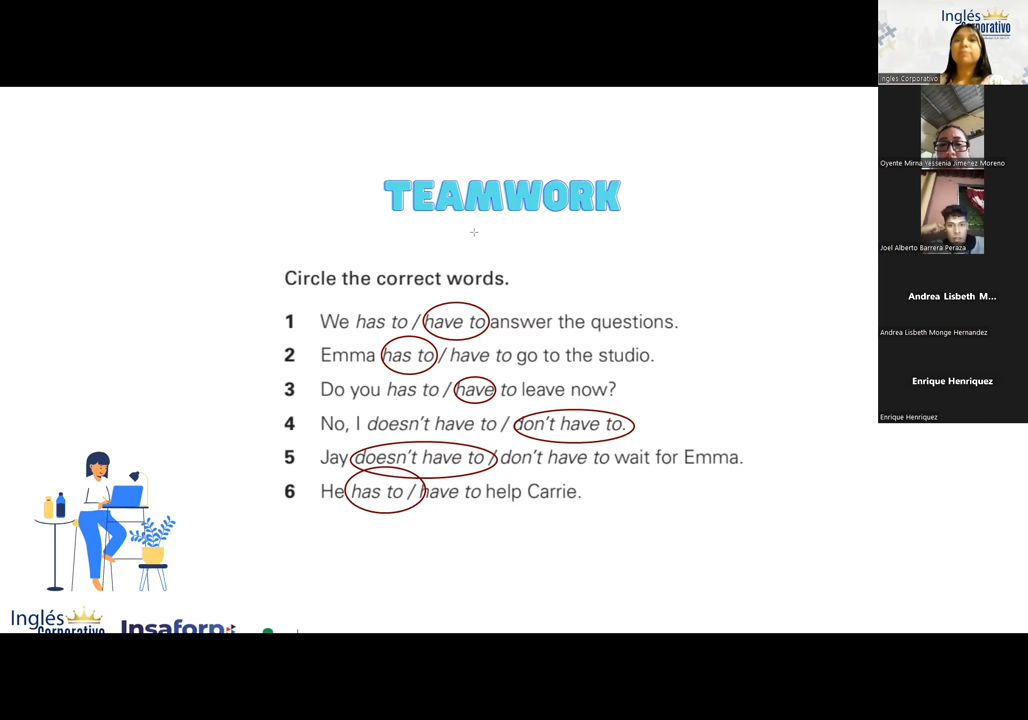 TEAMWORK
Circle the correct words.
1 We has to / have to answer the questions.
2 Emma has to / have to go to the studio.
3 Do you has to / have to leave now?
4 No, I doesn't have to / don't have to.
5 Jay doesn't have to / don't have to wait for Emma.
6 He has to / have to help Carrie.
Inglés
Corporativo
Insaforp
Inglés
Corporativo
Ingles Corporativo
Oyente Mirna Yessenia Jimenez Moreno
Joel Alberto Barrera Peraza
Andrea Lisbeth M...
Andrea Lisbeth Monge Hernandez
Enrique Henriquez
Enrique Henriquez